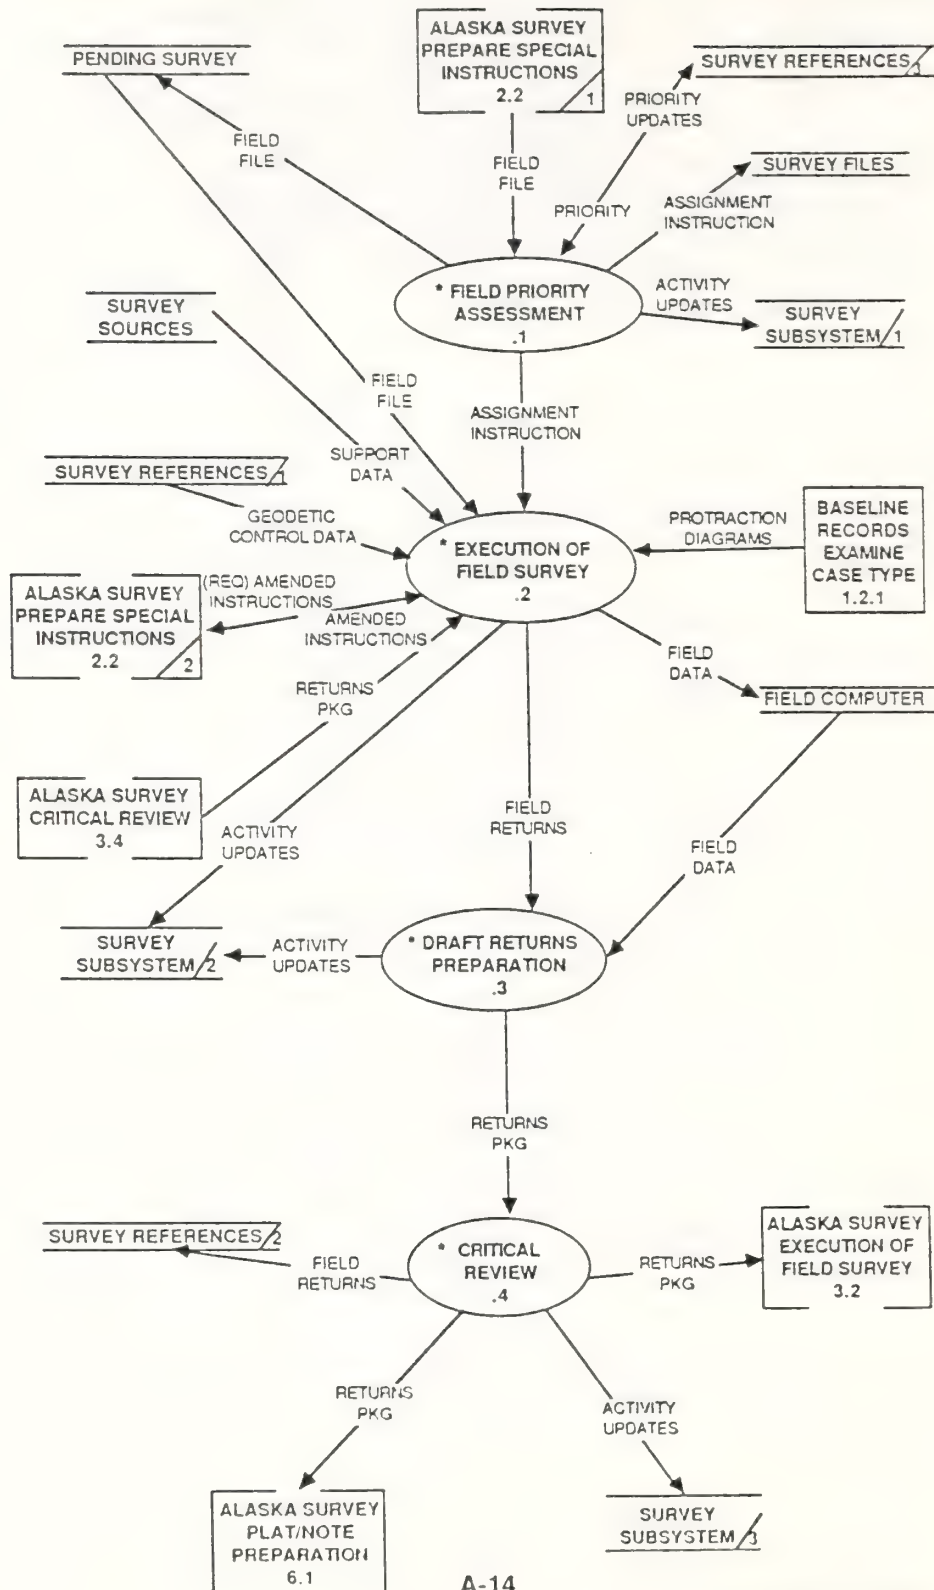 PENDING SURVEY
ALASKA SURVEY
PREPARE SPECIAL
INSTRUCTIONS
2.2
1
SURVEY REFERENCES
3
PRIORITY
UPDATES
FIELD
FILE
FIELD
FILE
SURVEY FILES
PRIORITY
ASSIGNMENT
INSTRUCTION
* FIELD PRIORITY
ASSESSMENT
.1
ACTIVITY
UPDATES
SURVEY
SOURCES
SURVEY
SUBSYSTEM
1
FIELD
FILE
ASSIGNMENT
INSTRUCTION
SUPPORT
DATA
SURVEY REFERENCES
1
GEODETIC
CONTROL DATA
* EXECUTION OF
FIELD SURVEY
.2
PROTRACTION
DIAGRAMS
BASELINE
RECORDS
EXAMINE
CASE TYPE
1.2.1
(REQ) AMENDED
INSTRUCTIONS
AMENDED
INSTRUCTIONS
ALASKA SURVEY
PREPARE SPECIAL
INSTRUCTIONS
2.2
2
RETURNS
PKG
FIELD
DATA
FIELD COMPUTER
ALASKA SURVEY
CRITICAL REVIEW
3.4
ACTIVITY
UPDATES
FIELD
RETURNS
FIELD
DATA
SURVEY
SUBSYSTEM
2
ACTIVITY
UPDATES
* DRAFT RETURNS
PREPARATION
.3
RETURNS
PKG
SURVEY REFERENCES
2
FIELD
RETURNS
* CRITICAL
REVIEW
.4
RETURNS
PKG
ALASKA SURVEY
EXECUTION OF
FIELD SURVEY
3.2
RETURNS
PKG
ACTIVITY
UPDATES
ALASKA SURVEY
PLAT/NOTE
PREPARATION
6.1
SURVEY
SUBSYSTEM
3
A-14